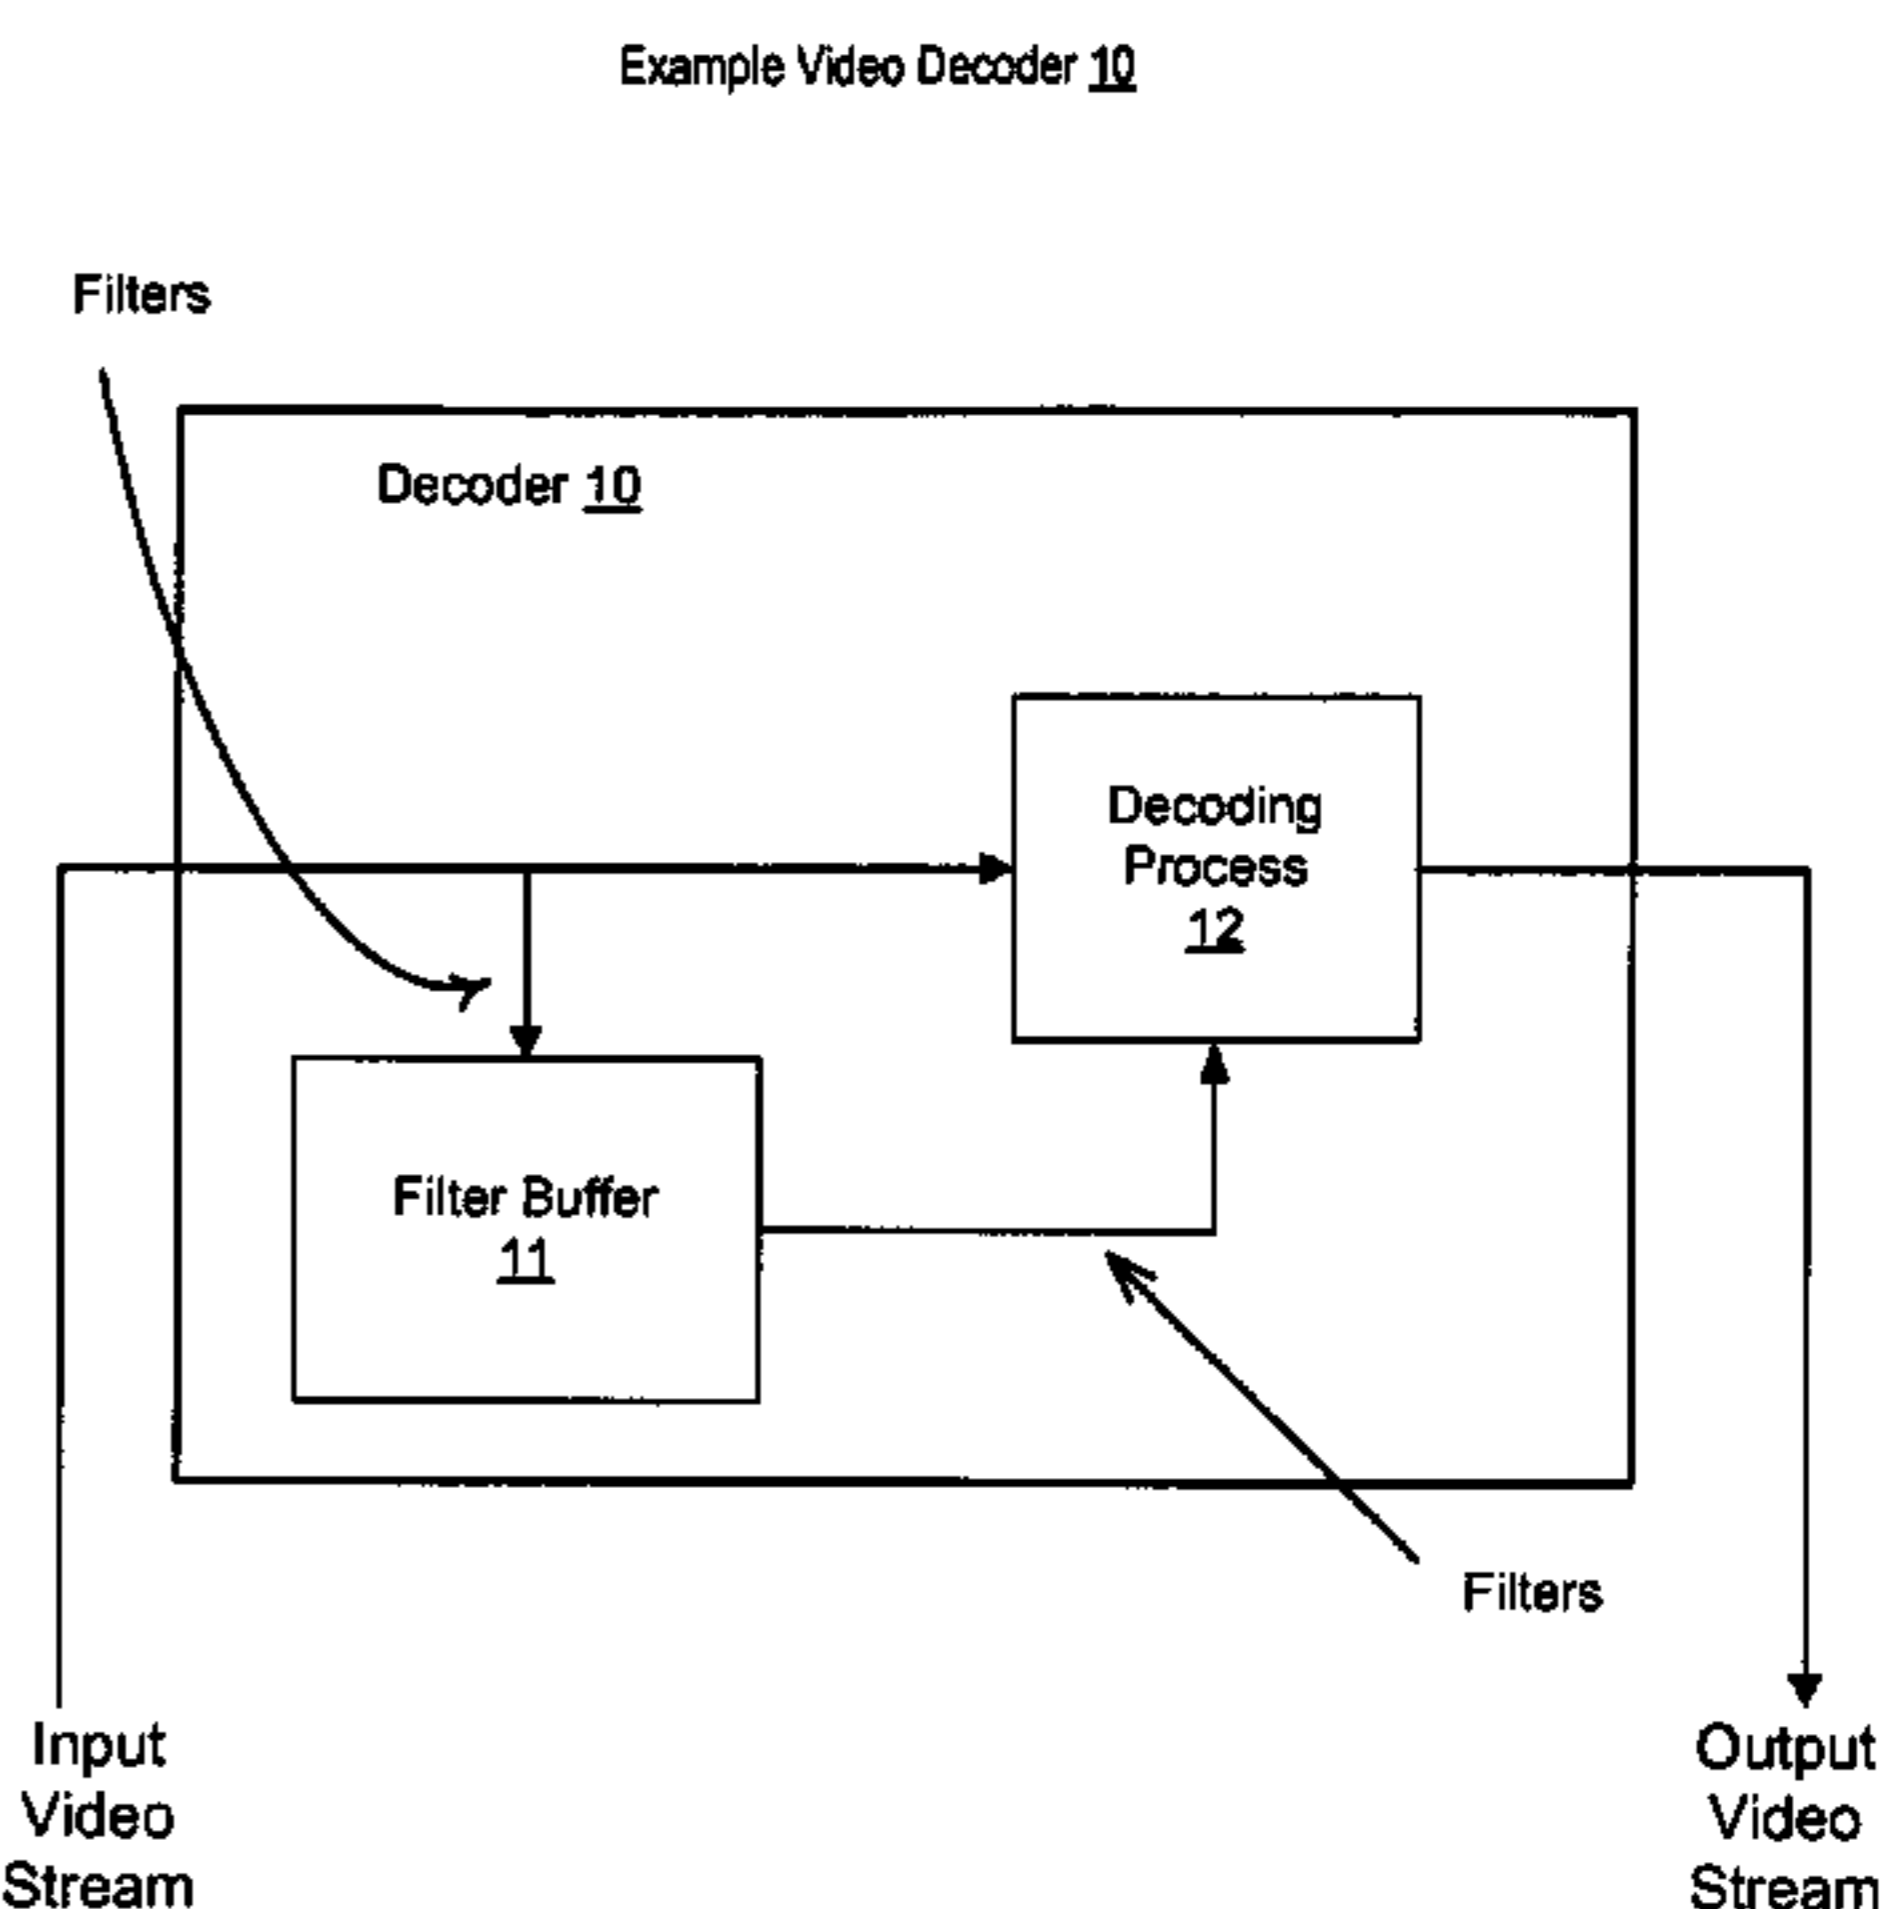 Example Video Decoder 10
Filters
Decoder 10
Decoding
Process
12
Filter Buffer
11
Filters
Input
Video
Stream
Output
Video
Stream